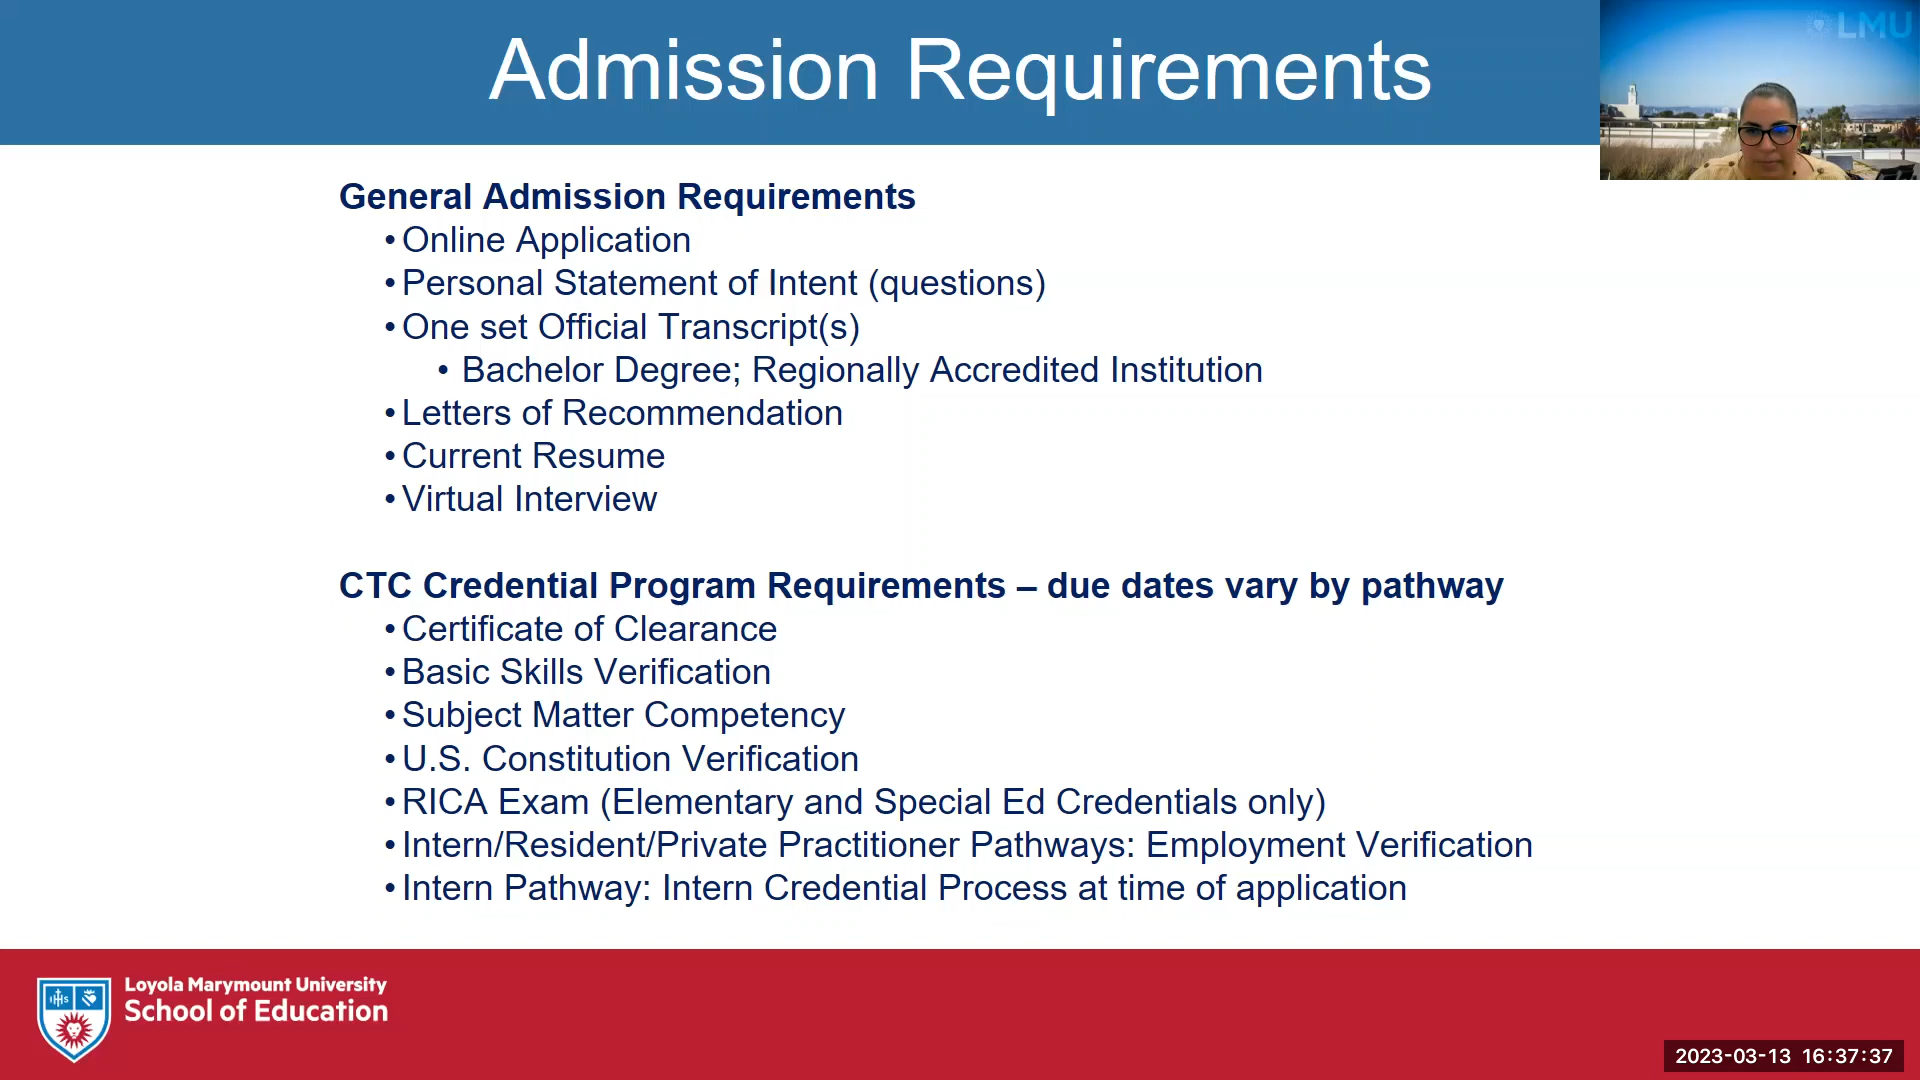 Admission Requirements
LMU
General Admission Requirements
• Online Application
• Personal Statement of Intent (questions)
• One set Official Transcript(s)
• Bachelor Degree; Regionally Accredited Institution
• Letters of Recommendation
• Current Resume
• Virtual Interview
CTC Credential Program Requirements – due dates vary by pathway
• Certificate of Clearance
• Basic Skills Verification
• Subject Matter Competency
• U.S. Constitution Verification
• RICA Exam (Elementary and Special Ed Credentials only)
• Intern/Resident/Private Practitioner Pathways: Employment Verification
• Intern Pathway: Intern Credential Process at time of application
Loyola Marymount University
School of Education
2023-03-13 16:37:37